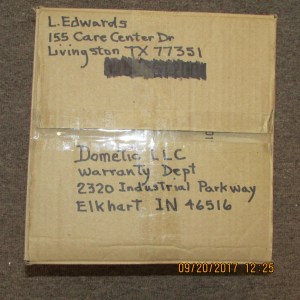 L. Edwards
155 Care Center Dr
Livingston TX 77351
Dometic LLC
Warranty Dept
2320 Industrial Parkway
Elkhart IN 46516
09/20/2017 12:25